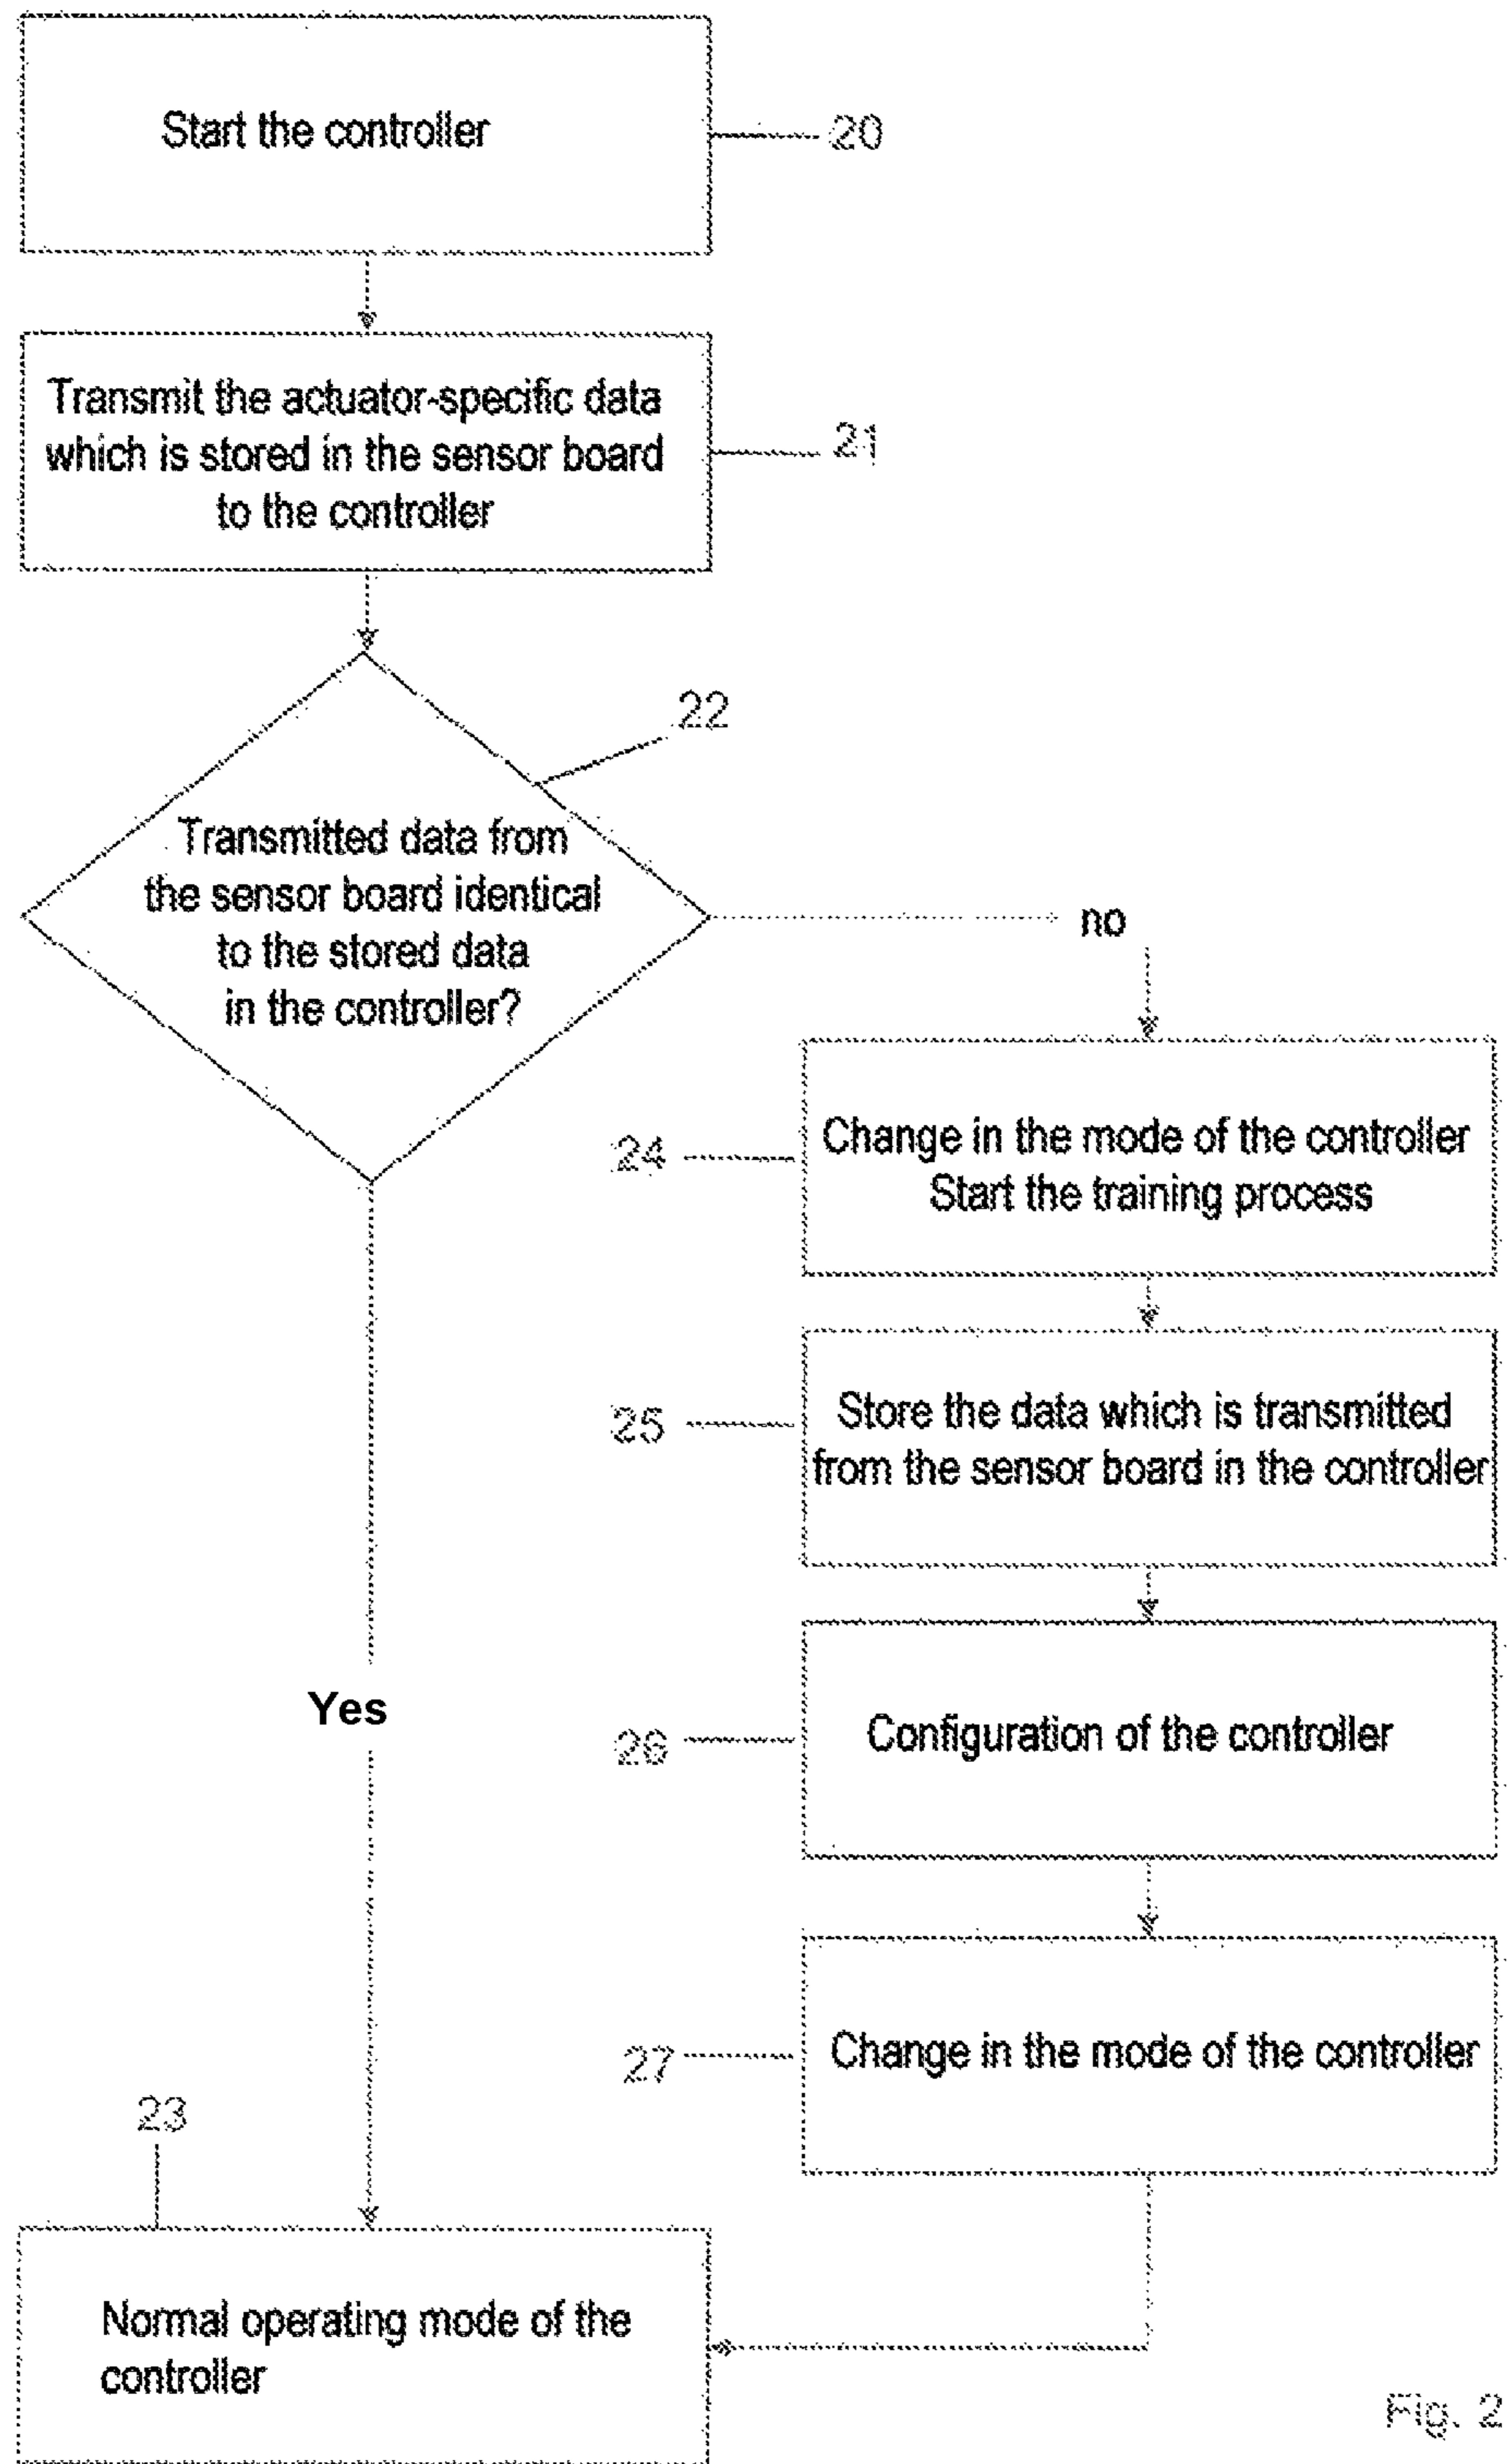 Start the controller
20
Transmit the actuator-specific data
which is stored in the sensor board
to the controller
21
22
Transmitted data from
the sensor board identical
to the stored data
in the controller?
no
24
Change in the mode of the controller
Start the training process
25
Store the data which is transmitted
from the sensor board in the controller
Yes
26
Configuration of the controller
27
Change in the mode of the controller
23
Normal operating mode of the
controller
Fig. 2